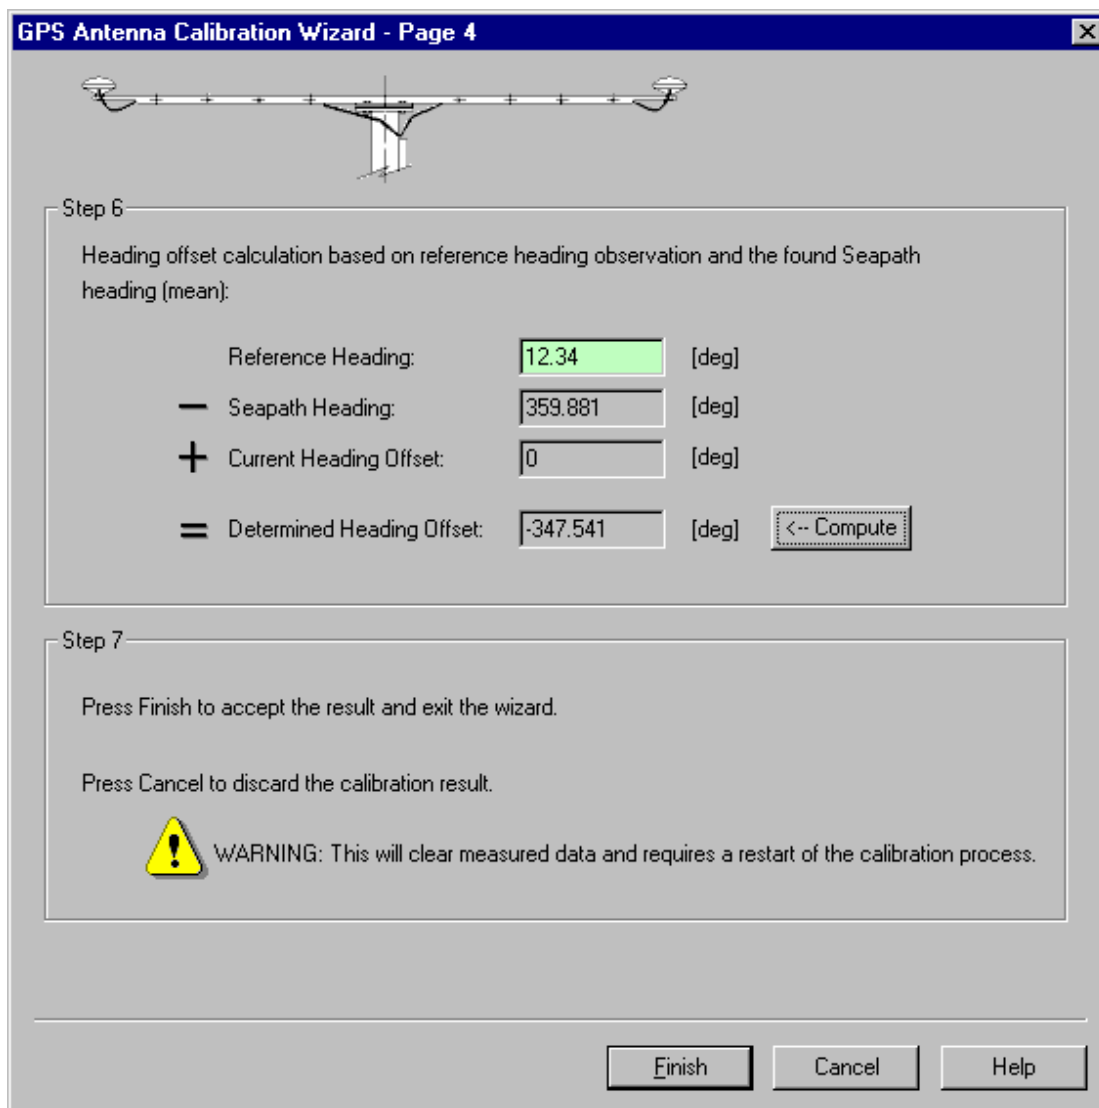 GPS Antenna Calibration Wizard - Page 4
Step 6
Heading offset calculation based on reference heading observation and the found Seapath
heading (mean):
Reference Heading: 12.34 [deg]
− Seapath Heading: 359.881 [deg]
+ Current Heading Offset: 0 [deg]
= Determined Heading Offset: -347.541 [deg] <-- Compute
Step 7
Press Finish to accept the result and exit the wizard.
Press Cancel to discard the calibration result.
WARNING: This will clear measured data and requires a restart of the calibration process.
Finish Cancel Help